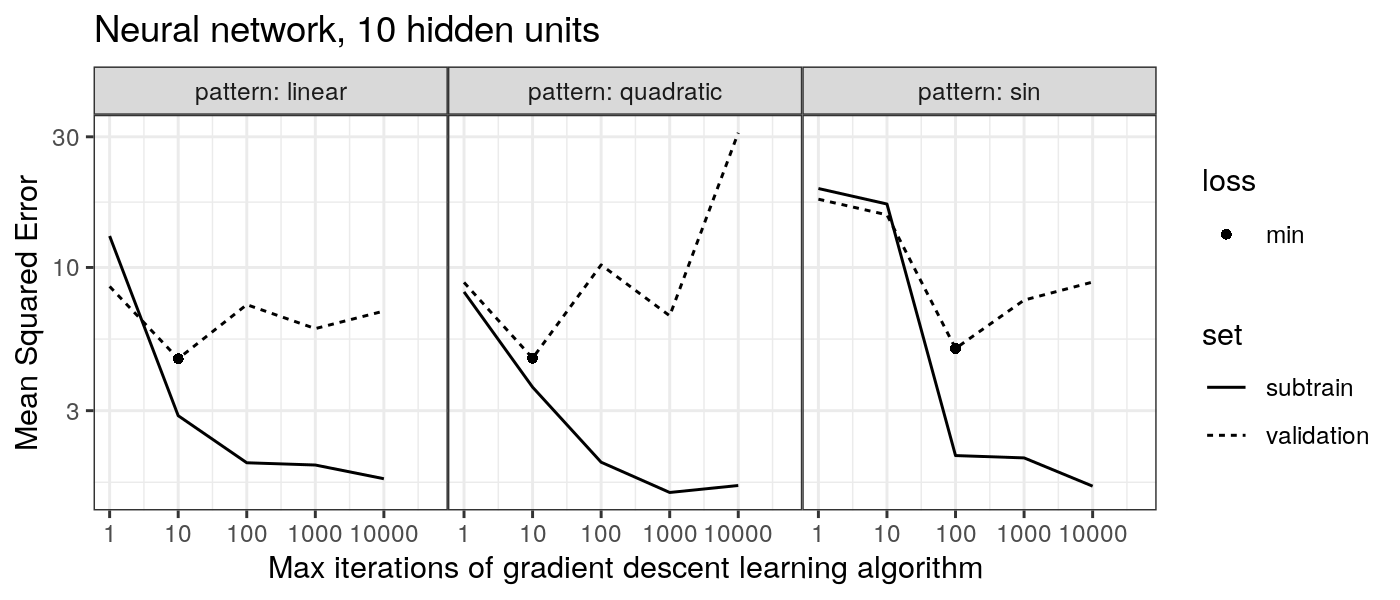 Neural network, 10 hidden units
pattern: linear
pattern: quadratic
pattern: sin
30
10
3
Mean Squared Error
1 10 100 1000 10000
1 10 100 1000 10000
1 10 100 1000 10000
Max iterations of gradient descent learning algorithm
loss
min
set
subtrain
validation